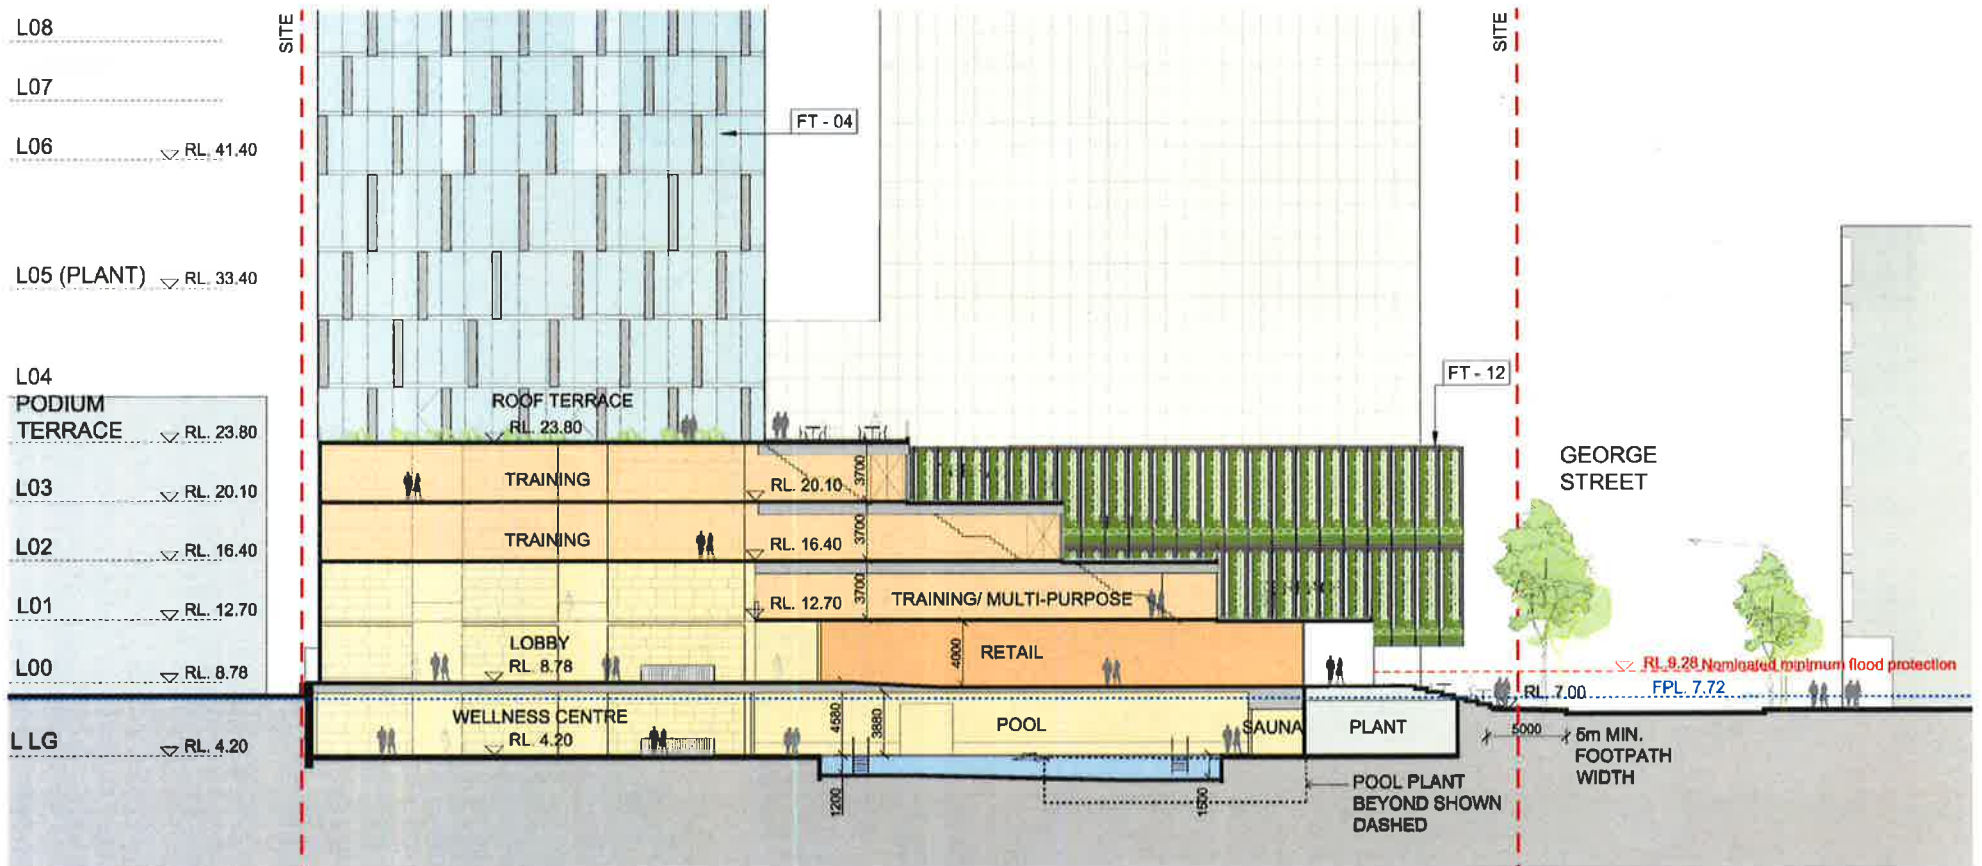 L08
SITE
SITE
L07
FT - 04
L06 RL. 41.40
L05 (PLANT) RL. 33.40
FT - 12
L04
PODIUM
TERRACE RL. 23.80
ROOF TERRACE
RL. 23.80
GEORGE
STREET
L03 RL. 20.10
TRAINING
RL. 20.10
3700
L02 RL. 16.40
TRAINING
RL. 16.40
3700
L01 RL. 12.70
RL. 12.70
3700
TRAINING/ MULTI-PURPOSE
L00 RL. 8.78
LOBBY
RL. 8.78
4000
RETAIL
RL.9.28 Nominated minimum flood protection
FPL. 7.72
RL. 7.00
L LG RL. 4.20
WELLNESS CENTRE
RL. 4.20
4580
3880
POOL
SAUNA
PLANT
5000
5m MIN.
FOOTPATH
WIDTH
1200
1500
POOL PLANT
BEYOND SHOWN
DASHED